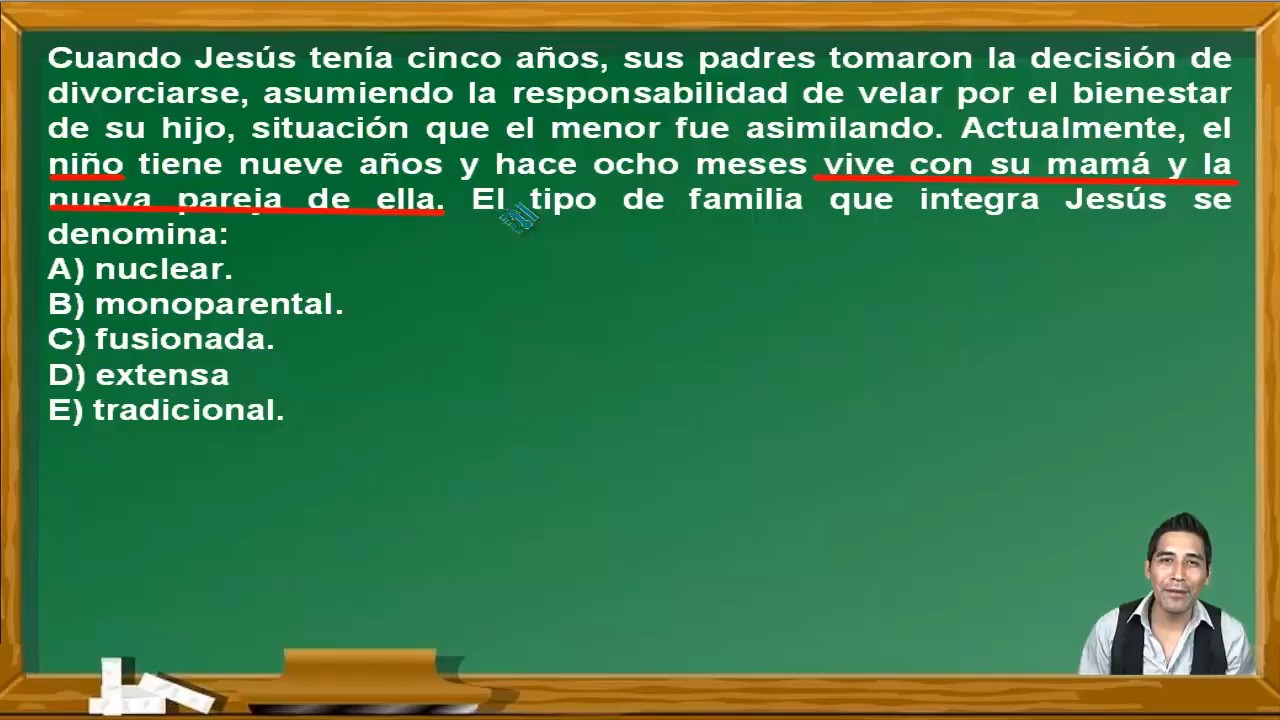 Cuando Jesús tenía cinco años, sus padres tomaron la decisión de
divorciarse, asumiendo la responsabilidad de velar por el bienestar
de su hijo, situación que el menor fue asimilando. Actualmente, el
niño tiene nueve años y hace ocho meses vive con su mamá y la
nueva pareja de ella. El tipo de familia que integra Jesús se
denomina:
A) nuclear.
B) monoparental.
C) fusionada.
D) extensa
E) tradicional.